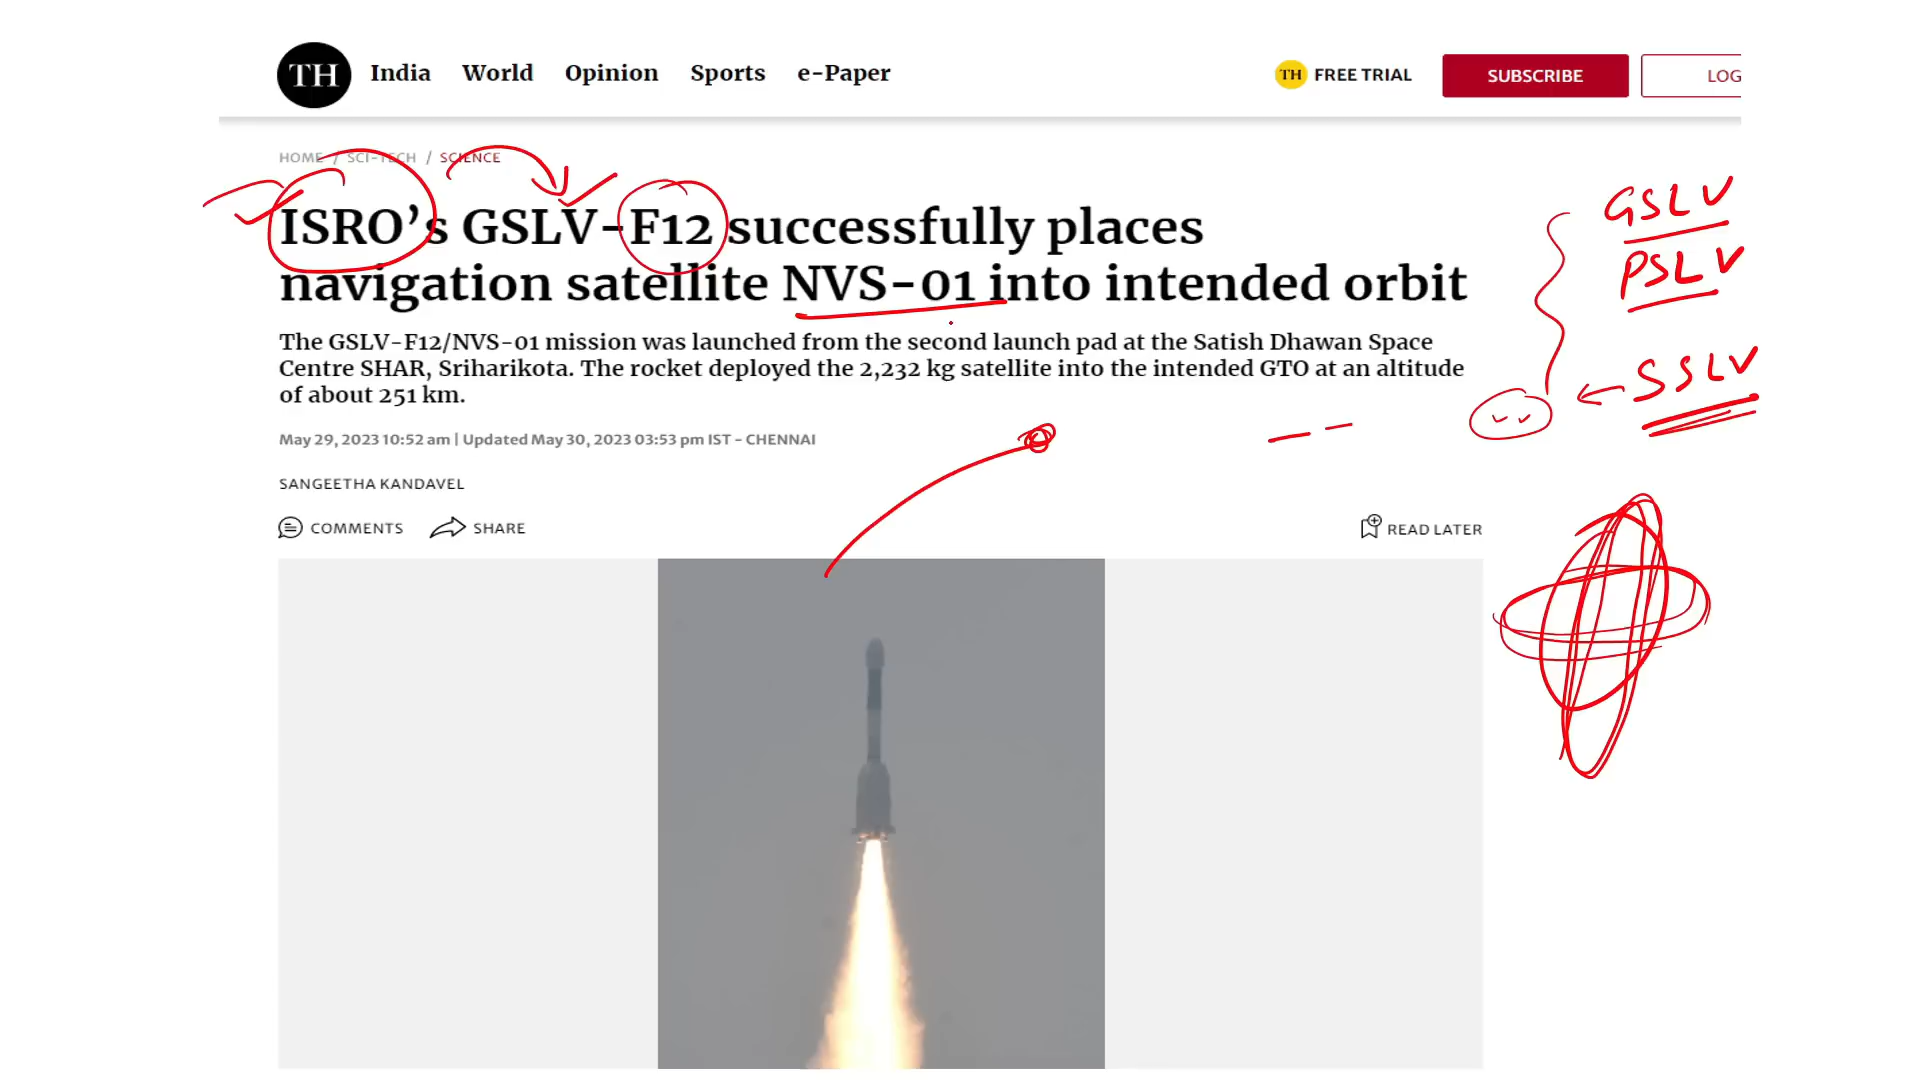 TH India World Opinion Sports e-Paper TH FREE TRIAL SUBSCRIBE LOG
HOME / SCI-TECH / SCIENCE
ISRO's GSLV-F12 successfully places
navigation satellite NVS-01 into intended orbit
The GSLV-F12/NVS-01 mission was launched from the second launch pad at the Satish Dhawan Space
Centre SHAR, Sriharikota. The rocket deployed the 2,232 kg satellite into the intended GTO at an altitude
of about 251 km.
May 29, 2023 10:52 am | Updated May 30, 2023 03:53 pm IST - CHENNAI
SANGEETHA KANDAVEL
COMMENTS SHARE READ LATER
GSLV
PSLV
SSLV